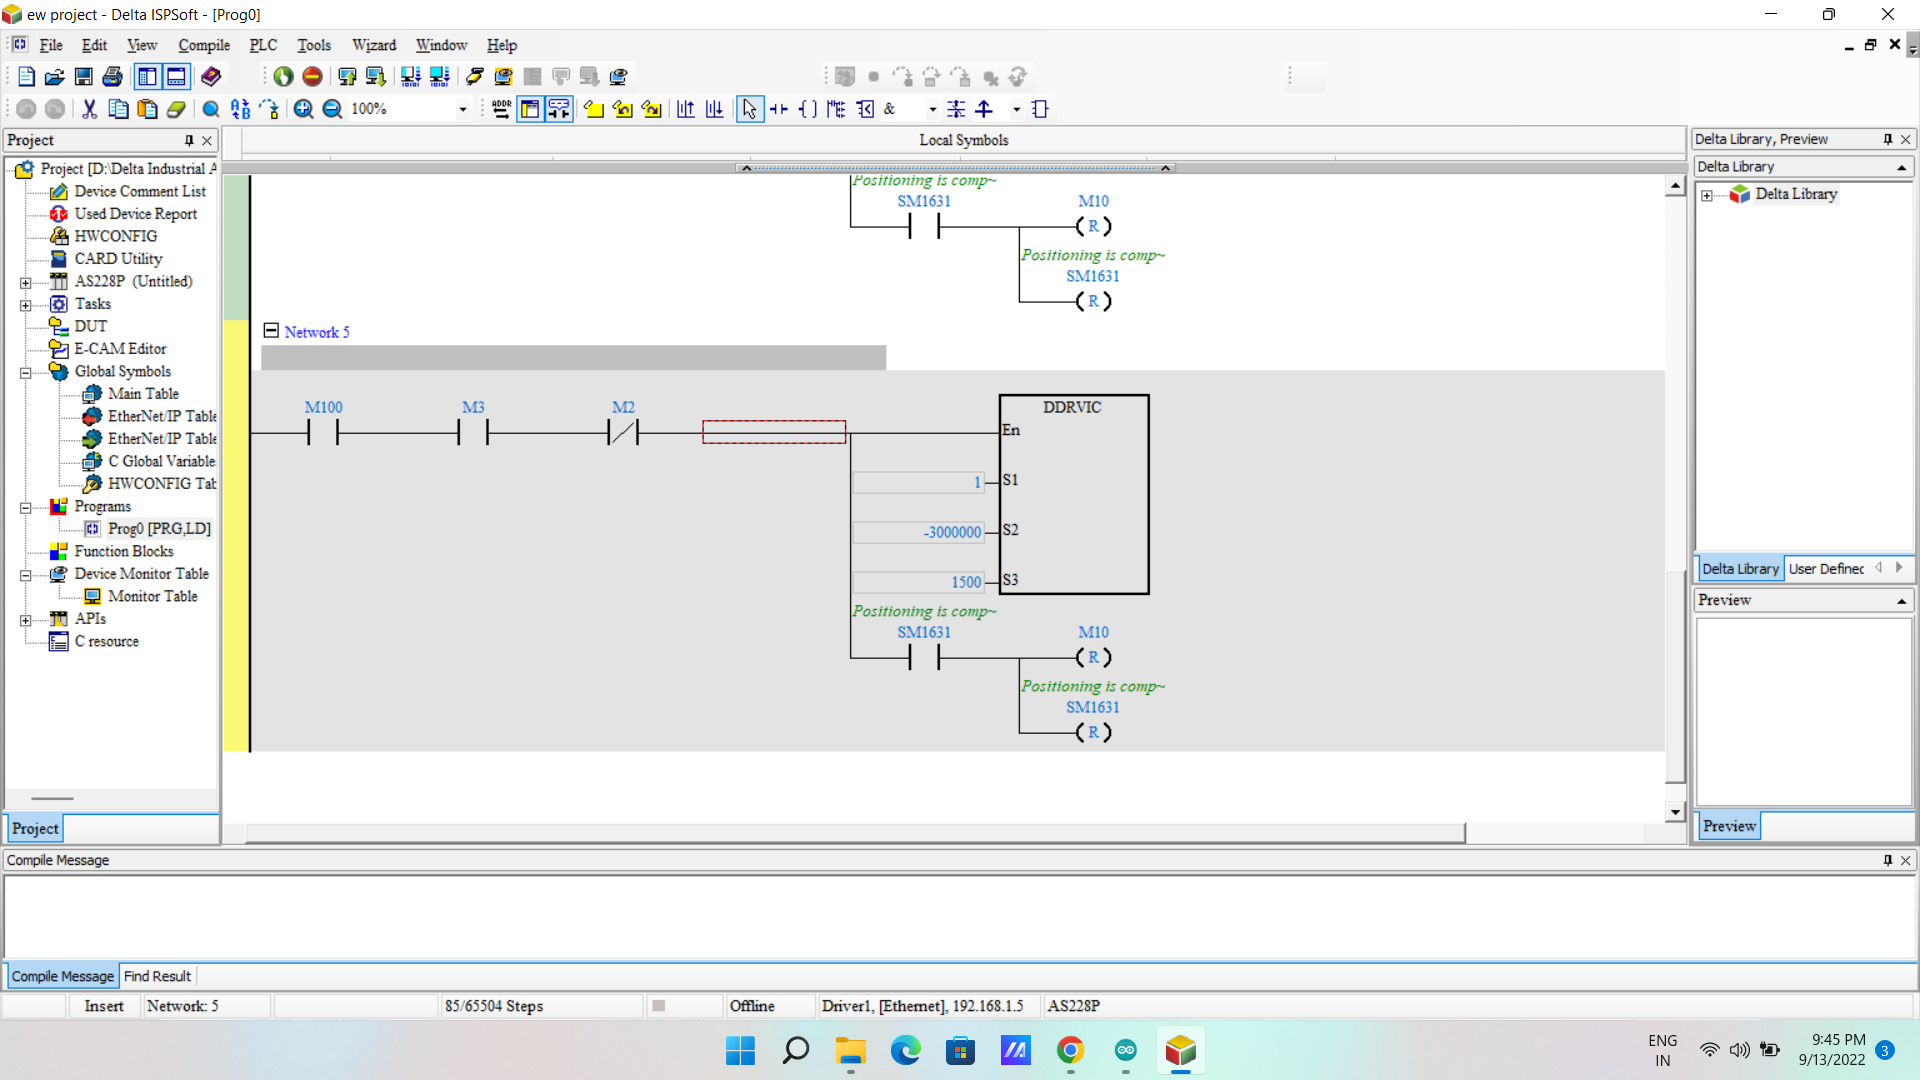 ew project - Delta ISPSoft - [Prog0]
File Edit View Compile PLC Tools Wizard Window Help
100% ADDR &
Project
Local Symbols
Delta Library, Preview
Project [D:\Delta Industrial A
Device Comment List
Used Device Report
HWCONFIG
CARD Utility
AS228P (Untitled)
Tasks
DUT
E-CAM Editor
Global Symbols
Main Table
EtherNet/IP Table
EtherNet/IP Table
C Global Variable
HWCONFIG Tab
Programs
Prog0 [PRG,LD]
Function Blocks
Device Monitor Table
Monitor Table
APIs
C resource
Project
Positioning is comp~
SM1631 M10
R
Positioning is comp~
SM1631
R
Network 5
M100 M3 M2 DDRVIC
En
1 S1
-3000000 S2
1500 S3
Positioning is comp~
SM1631 M10
R
Positioning is comp~
SM1631
R
Delta Library
Delta Library
Delta Library User Definec
Preview
Preview
Compile Message
Compile Message Find Result
Insert Network: 5 85/65504 Steps Offline Driver1, [Ethernet], 192.168.1.5 AS228P
ENG
IN
9:45 PM
9/13/2022
3